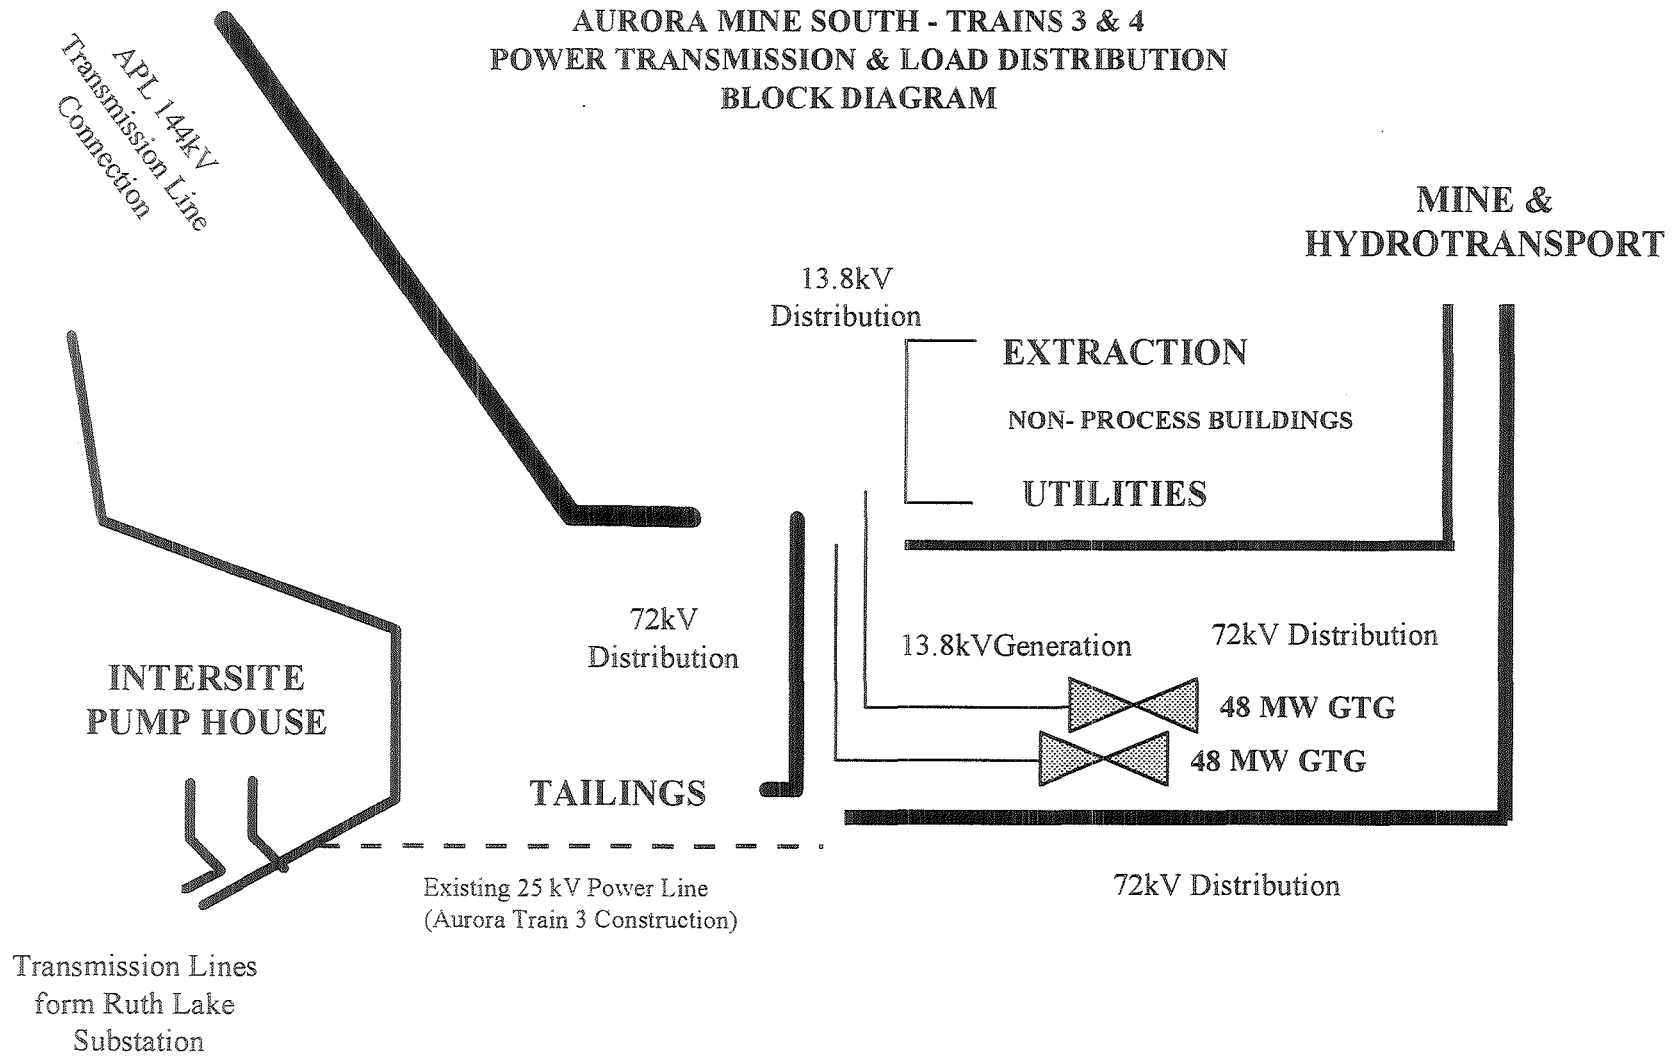 AURORA MINE SOUTH - TRAINS 3 & 4
POWER TRANSMISSION & LOAD DISTRIBUTION
BLOCK DIAGRAM
APL 144kV
Transmission Line
Connection
MINE &
HYDROTRANSPORT
13.8kV
Distribution
EXTRACTION
NON- PROCESS BUILDINGS
UTILITIES
72kV
Distribution
13.8kVGeneration
72kV Distribution
INTERSITE
PUMP HOUSE
48 MW GTG
48 MW GTG
TAILINGS
Existing 25 kV Power Line
(Aurora Train 3 Construction)
72kV Distribution
Transmission Lines
form Ruth Lake
Substation